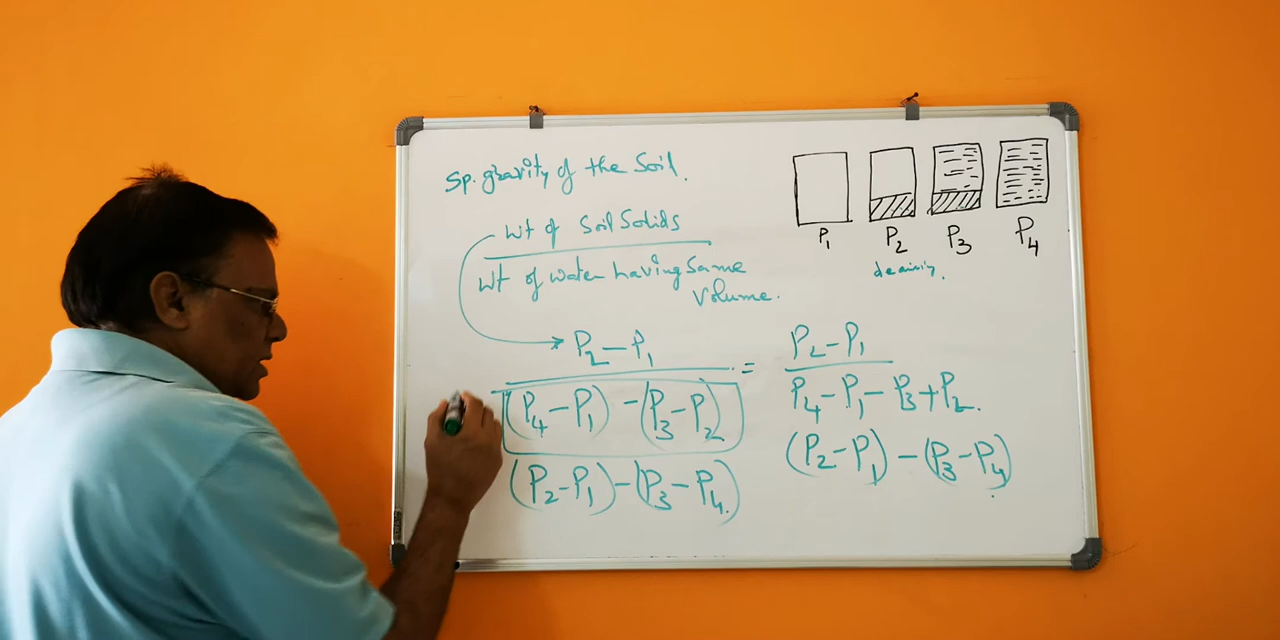 Sp. gravity of the Soil.
Wt of Soil Solids
Wt of water having Same
Volume.
P₂ - P₁
(P₄ - P₁) - (P₃ - P₂)
(P₂ - P₁) - (P₃ - P₄)
=
P₂ - P₁
P₄ - P₁ - P₃ + P₂.
(P₂ - P₁) - (P₃ - P₄)
P₁ P₂ P₃ P₄